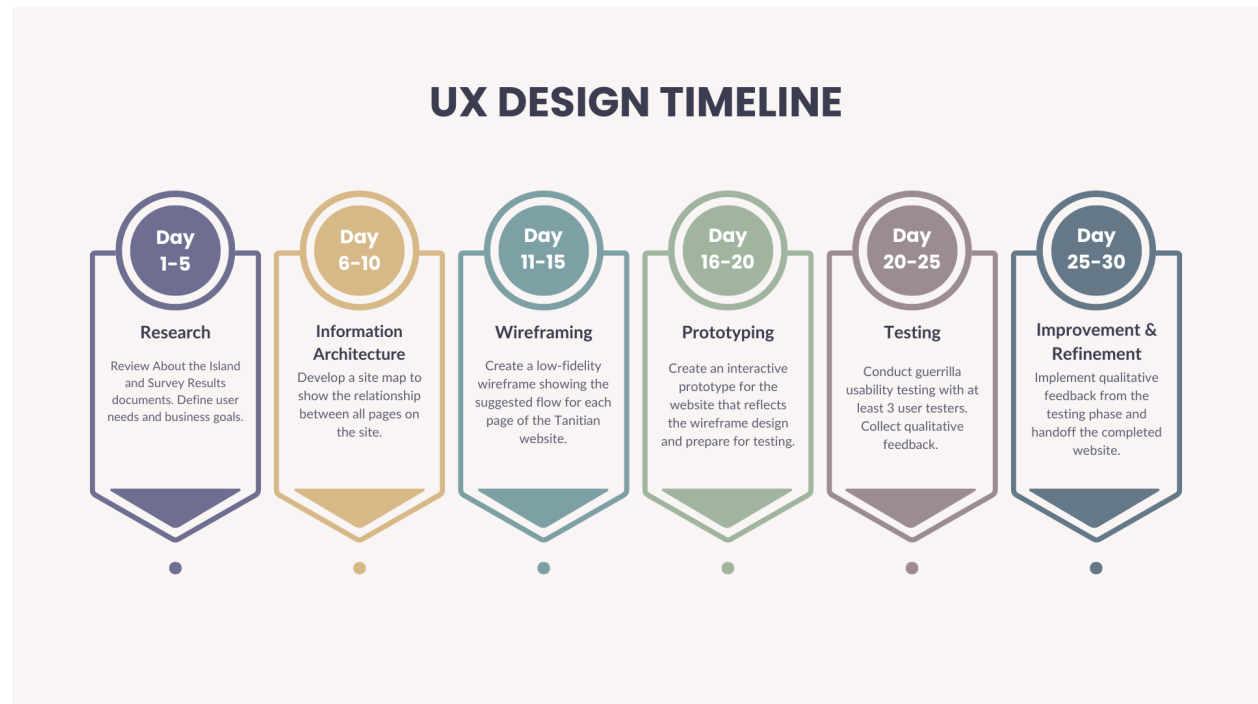 UX DESIGN TIMELINE
Day
1-5
Research
Review About the Island
and Survey Results
documents. Define user
needs and business goals.
Day
6-10
Information
Architecture
Develop a site map to
show the relationship
between all pages on
the site.
Day
11-15
Wireframing
Create a low-fidelity
wireframe showing the
suggested flow for each
page of the Tanitian
website.
Day
16-20
Prototyping
Create an interactive
prototype for the
website that reflects
the wireframe design
and prepare for testing.
Day
20-25
Testing
Conduct guerrilla
usability testing with at
least 3 user testers.
Collect qualitative
feedback.
Day
25-30
Improvement &
Refinement
Implement qualitative
feedback from the
testing phase and
handoff the completed
website.